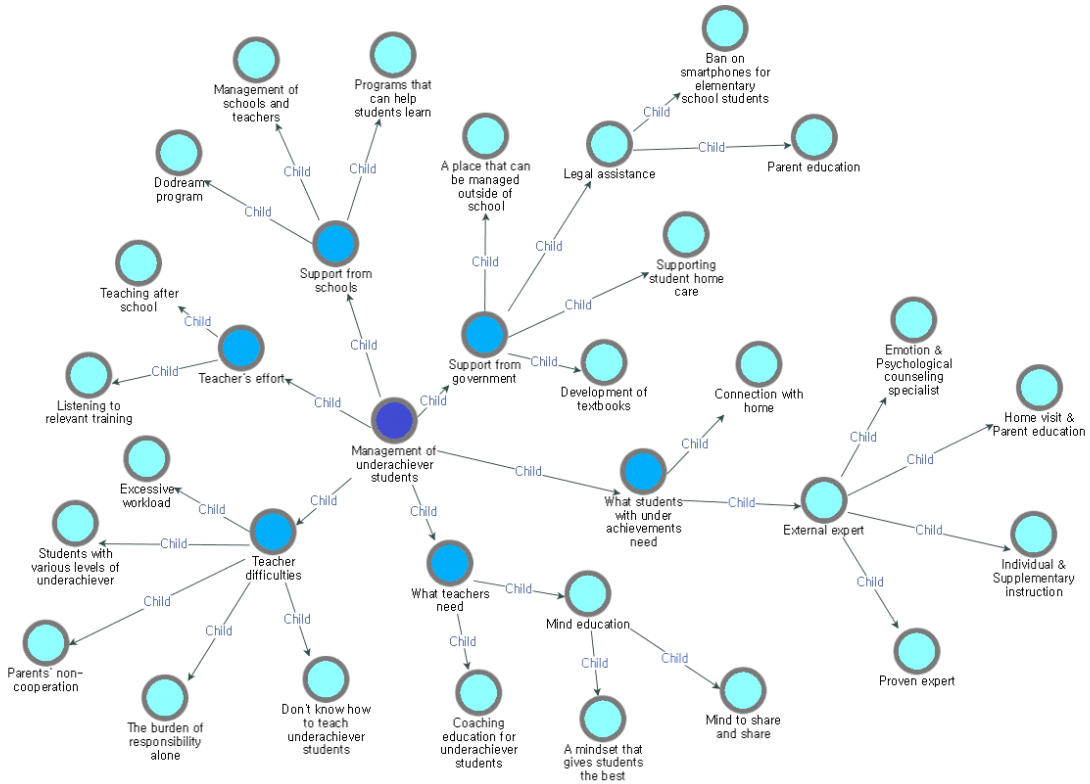 Ban on
smartphones for
elementary
school students
Management of
schools and
teachers
Programs that
can help
students learn
Child
Child
Parent education
Legal assistance
A place that can
be managed
outside of
school
Dodream
program
Child
Child
Child
Child
Child
Supporting
student home
care
Child
Support from
schools
Teaching after
school
Child
Child
Child
Support from
government
Child
Development of
textbooks
Teacher's effort
Child
Listening to
relevant training
Child
Child
Management of
underachiever
students
Emotion &
Psychological
counseling
specialist
Connection with
home
Home visit &
Parent education
Child
Child
Child
Child
What students
with under
achievements
need
Child
External expert
Child
Individual &
Supplementary
instruction
Child
Proven expert
Excessive
workload
Child
Child
Students with
various levels of
underachiever
Child
Teacher
difficulties
Child
Parents' non-
cooperation
Child
The burden of
responsibility
alone
Child
Don't know how
to teach
underachiever
students
Child
What teachers
need
Child
Mind education
Child
Coaching
education for
underachiever
students
Child
A mindset that
gives students
the best
Child
Mind to share
and share